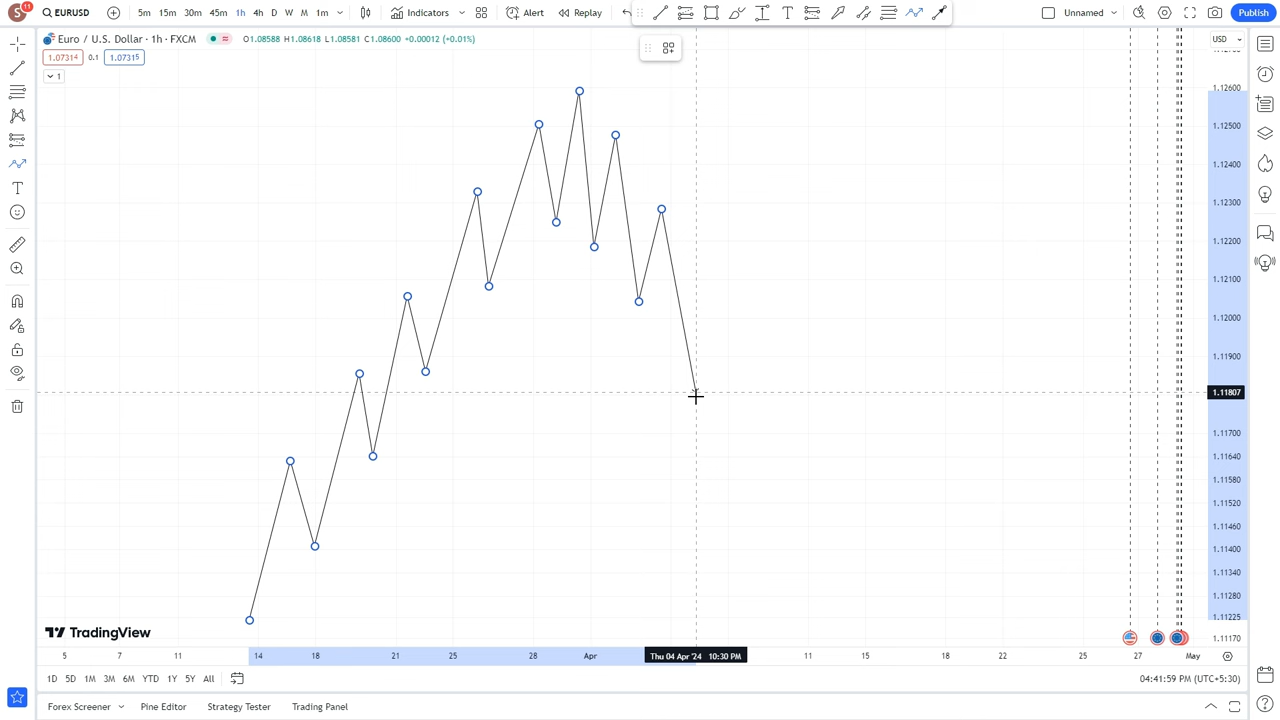 S 11 EURUSD 5m 15m 30m 45m 1h 4h D W M 1m Indicators Alert Replay Unnamed Publish
Euro / U.S. Dollar · 1h · FXCM O1.08588 H1.08618 L1.08581 C1.08600 +0.00012 (+0.01%) USD
1.07314 0.1 1.07315
1
1.12600
1.12500
1.12400
1.12300
1.12200
1.12100
1.12000
1.11900
1.11807
1.11700
1.11640
1.11580
1.11520
1.11460
1.11400
1.11340
1.11280
1.11225
1.11170
TradingView
5 7 11 14 18 21 25 28 Apr Thu 04 Apr '24 10:30 PM 11 15 18 22 25 27 May
1D 5D 1M 3M 6M YTD 1Y 5Y All 04:41:59 PM (UTC+5:30)
Forex Screener Pine Editor Strategy Tester Trading Panel